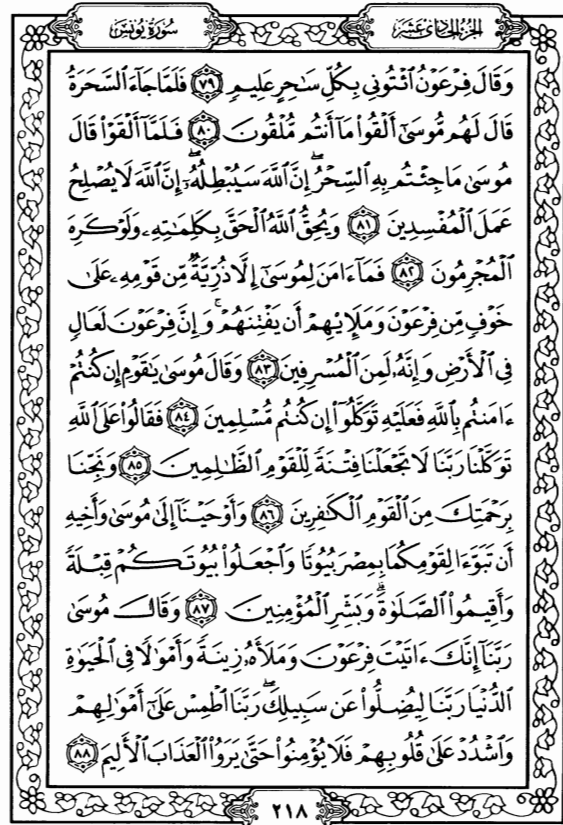 الجزء الحادي عشر
سورة يونس
وَقَالَ فِرْعَوْنُ ٱئْتُونِى بِكُلِّ سَٰحِرٍ عَلِيمٍ ٧٩ فَلَمَّا جَآءَ ٱلسَّحَرَةُ
قَالَ لَهُم مُّوسَىٰٓ أَلْقُوا۟ مَآ أَنتُم مُّلْقُونَ ٨٠ فَلَمَّآ أَلْقَوْا۟ قَالَ
مُوسَىٰ مَا جِئْتُم بِهِ ٱلسِّحْرُ ۖ إِنَّ ٱللَّهَ سَيُبْطِلُهُۥٓ ۖ إِنَّ ٱللَّهَ لَا يُصْلِحُ
عَمَلَ ٱلْمُفْسِدِينَ ٨١ وَيُحِقُّ ٱللَّهُ ٱلْحَقَّ بِكَلِمَٰتِهِۦ وَلَوْ كَرِهَ
ٱلْمُجْرِمُونَ ٨٢ فَمَآ ءَامَنَ لِمُوسَىٰٓ إِلَّا ذُرِّيَّةٌ مِّن قَوْمِهِۦ عَلَىٰ
خَوْفٍ مِّن فِرْعَوْنَ وَمَلَإِي۟هِمْ أَن يَفْتِنَهُمْ ۚ وَإِنَّ فِرْعَوْنَ لَعَالٍ
فِى ٱلْأَرْضِ وَإِنَّهُۥ لَمِنَ ٱلْمُسْرِفِينَ ٨٣ وَقَالَ مُوسَىٰ يَٰقَوْمِ إِن كُنتُمْ
ءَامَنتُم بِٱللَّهِ فَعَلَيْهِ تَوَكَّلُوٓا۟ إِن كُنتُم مُّسْلِمِينَ ٨٤ فَقَالُوا۟ عَلَى ٱللَّهِ
تَوَكَّلْنَا رَبَّنَا لَا تَجْعَلْنَا فِتْنَةً لِّلْقَوْمِ ٱلظَّٰلِمِينَ ٨٥ وَنَجِّنَا
بِرَحْمَتِكَ مِنَ ٱلْقَوْمِ ٱلْكَٰفِرِينَ ٨٦ وَأَوْحَيْنَآ إِلَىٰ مُوسَىٰ وَأَخِيهِ
أَن تَبَوَّءَا لِقَوْمِكُمَا بِمِصْرَ بُيُوتًا وَٱجْعَلُوا۟ بُيُوتَكُمْ قِبْلَةً
وَأَقِيمُوا۟ ٱلصَّلَوٰةَ ۗ وَبَشِّرِ ٱلْمُؤْمِنِينَ ٨٧ وَقَالَ مُوسَىٰ
رَبَّنَآ إِنَّكَ ءَاتَيْتَ فِرْعَوْنَ وَمَلَأَهُۥ زِينَةً وَأَمْوَٰلًا فِى ٱلْحَيَوٰةِ
ٱلدُّنْيَا رَبَّنَا لِيُضِلُّوا۟ عَن سَبِيلِكَ ۖ رَبَّنَا ٱطْمِسْ عَلَىٰٓ أَمْوَٰلِهِمْ
وَٱشْدُدْ عَلَىٰ قُلُوبِهِمْ فَلَا يُؤْمِنُوا۟ حَتَّىٰ يَرَوُا۟ ٱلْعَذَابَ ٱلْأَلِيمَ ٨٨
٢١٨